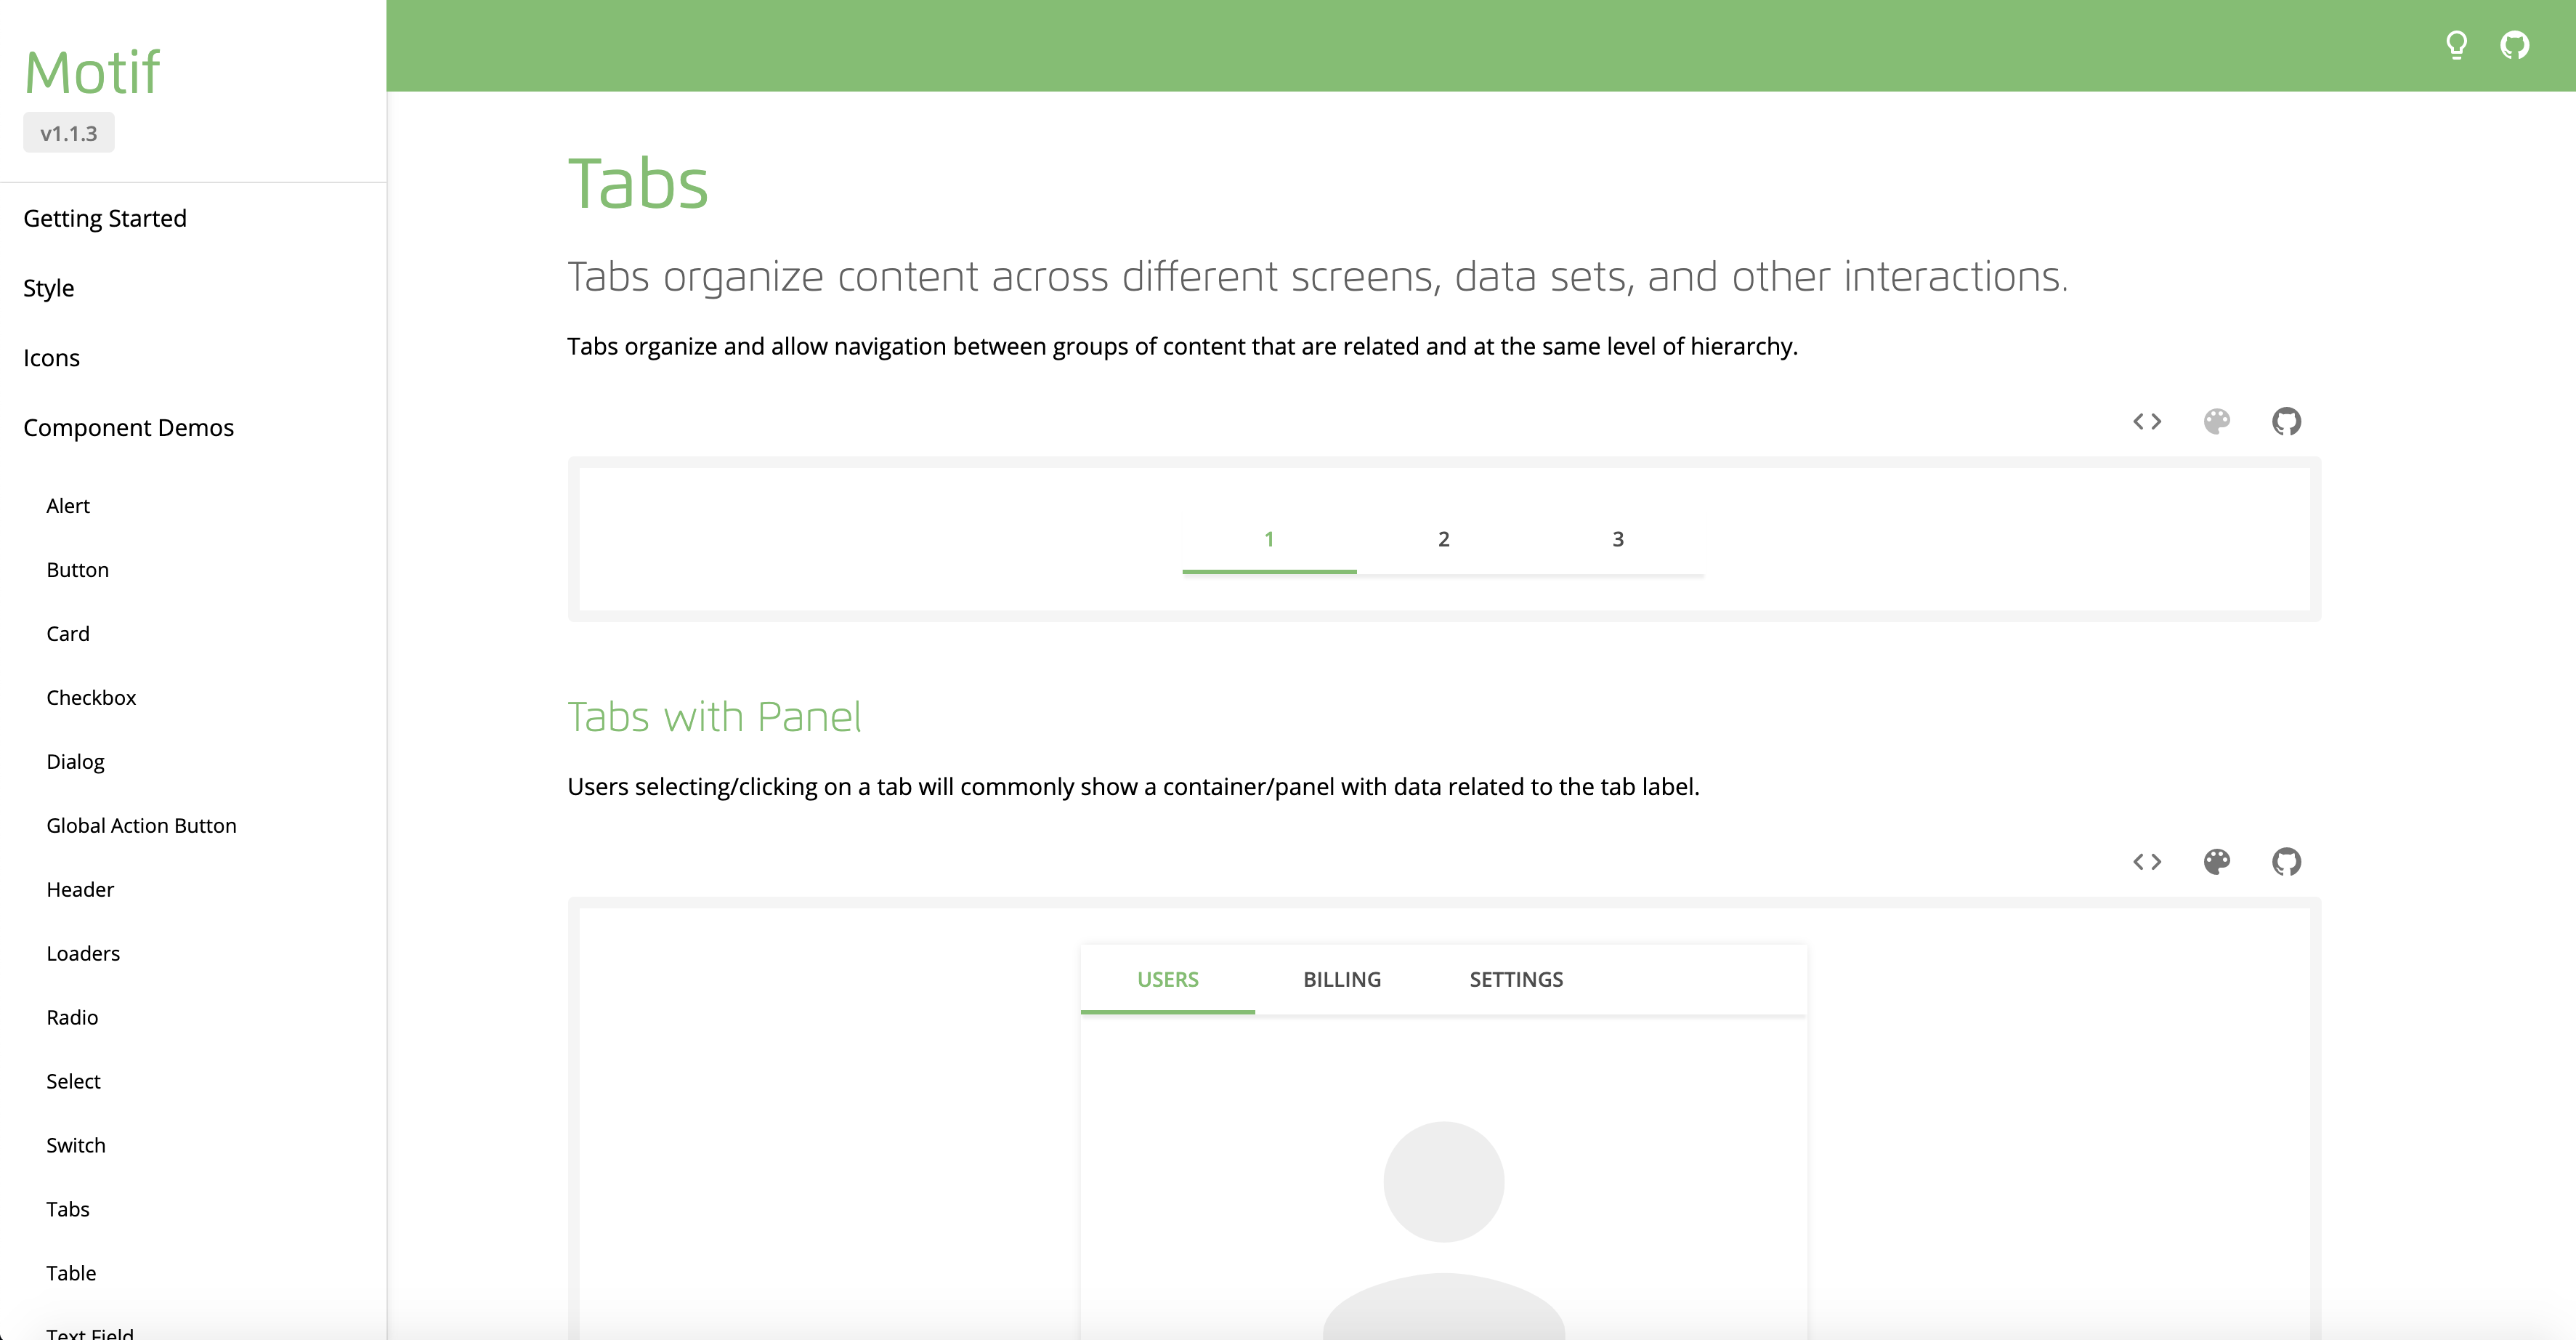 Motif
v1.1.3
Getting Started
Style
Icons
Component Demos
Alert
Button
Card
Checkbox
Dialog
Global Action Button
Header
Loaders
Radio
Select
Switch
Tabs
Table
Text Field
Tabs
Tabs organize content across different screens, data sets, and other interactions.
Tabs organize and allow navigation between groups of content that are related and at the same level of hierarchy.
1 2 3
Tabs with Panel
Users selecting/clicking on a tab will commonly show a container/panel with data related to the tab label.
USERS BILLING SETTINGS